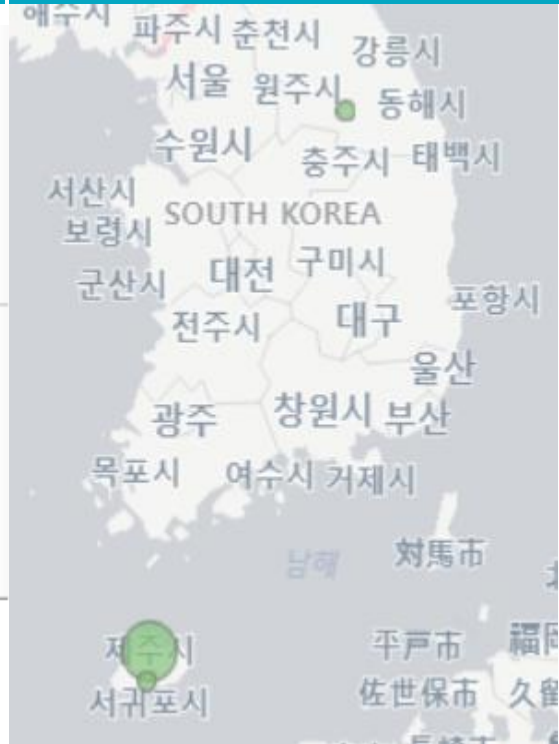 해주시
파주시 춘천시
강릉시
서울 원주시
동해시
수원시
충주시 태백시
서산시
SOUTH KOREA
보령시
구미시
대전
군산시
포항시
전주시 대구
울산
광주 창원시 부산
목포시 여수시 거제시
対馬市
남해
제주시
平戸市
서귀포시 佐世保市